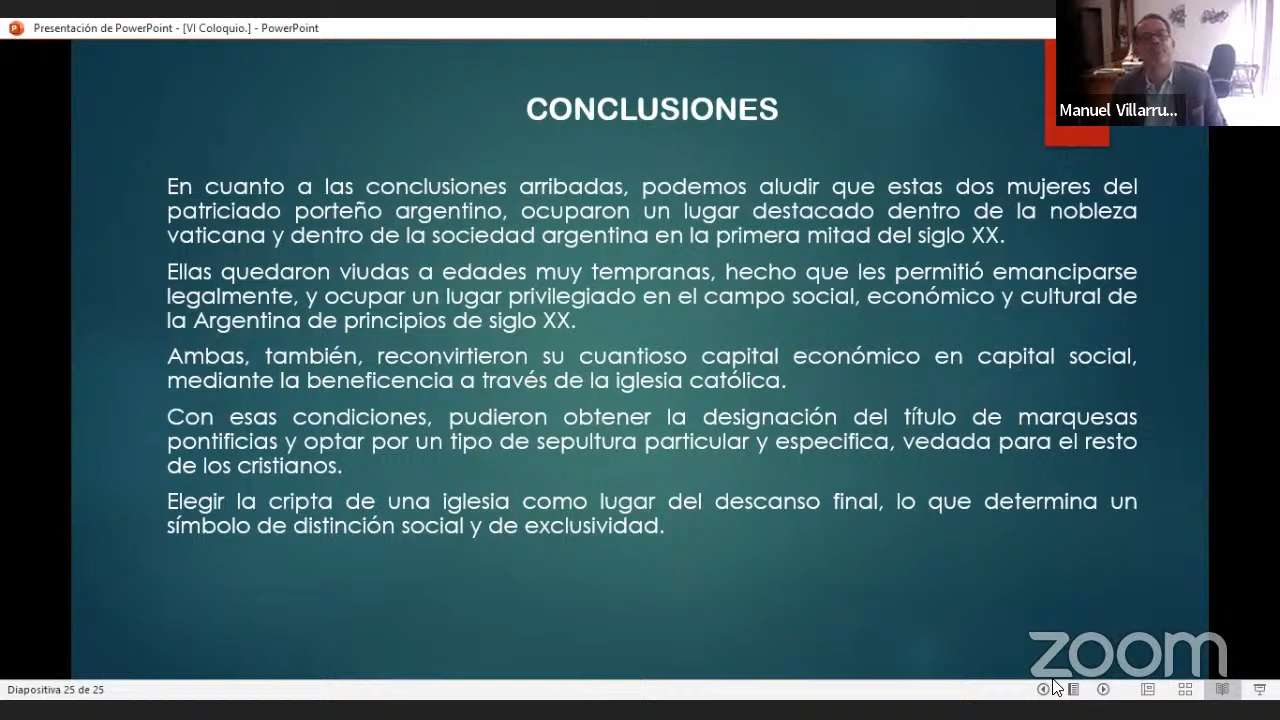 Presentación de PowerPoint - [VI Coloquio.] - PowerPoint
Manuel Villarru...
CONCLUSIONES
En cuanto a las conclusiones arribadas, podemos aludir que estas dos mujeres del
patriciado porteño argentino, ocuparon un lugar destacado dentro de la nobleza
vaticana y dentro de la sociedad argentina en la primera mitad del siglo XX.
Ellas quedaron viudas a edades muy tempranas, hecho que les permitió emanciparse
legalmente, y ocupar un lugar privilegiado en el campo social, económico y cultural de
la Argentina de principios de siglo XX.
Ambas, también, reconvirtieron su cuantioso capital económico en capital social,
mediante la beneficencia a través de la iglesia católica.
Con esas condiciones, pudieron obtener la designación del título de marquesas
pontificias y optar por un tipo de sepultura particular y especifica, vedada para el resto
de los cristianos.
Elegir la cripta de una iglesia como lugar del descanso final, lo que determina un
símbolo de distinción social y de exclusividad.
zoom
Diapositiva 25 de 25